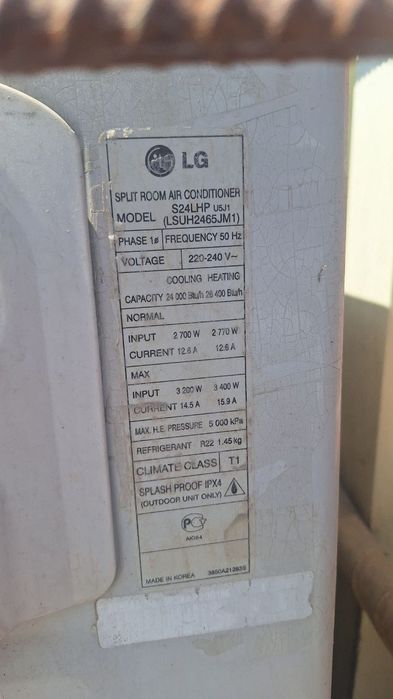 LG
SPLIT ROOM AIR CONDITIONER
MODEL S24LHP U5J1
(LSUH2465JM1)
PHASE 1ø FREQUENCY 50 Hz
VOLTAGE 220-240 V~
COOLING HEATING
CAPACITY 24 000 Btu/h 26 400 Btu/h
NORMAL
INPUT 2 700 W 2 770 W
CURRENT 12.6 A 12.6 A
MAX
INPUT 3 200 W 3 400 W
CURRENT 14.5 A 15.9 A
MAX. H.E. PRESSURE 5 000 kPa
REFRIGERANT R22 1.45 kg
CLIMATE CLASS T1
SPLASH PROOF IPX4
(OUTDOOR UNIT ONLY)
MADE IN KOREA